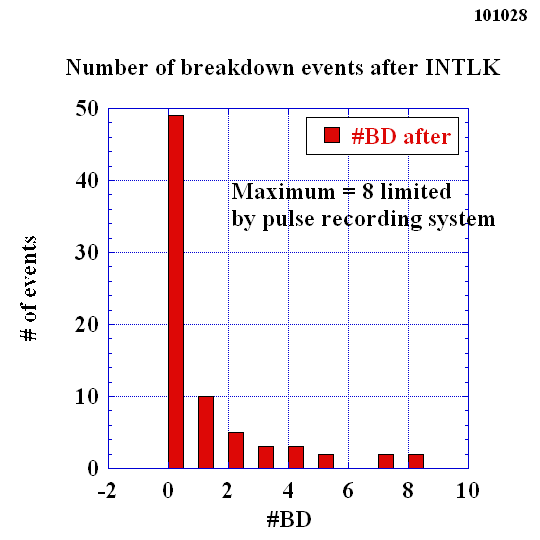 101028
Number of breakdown events after INTLK
50
#BD after
40
Maximum = 8 limited
by pulse recording system
30
# of events
20
10
0
-2 0 2 4 6 8 10
#BD